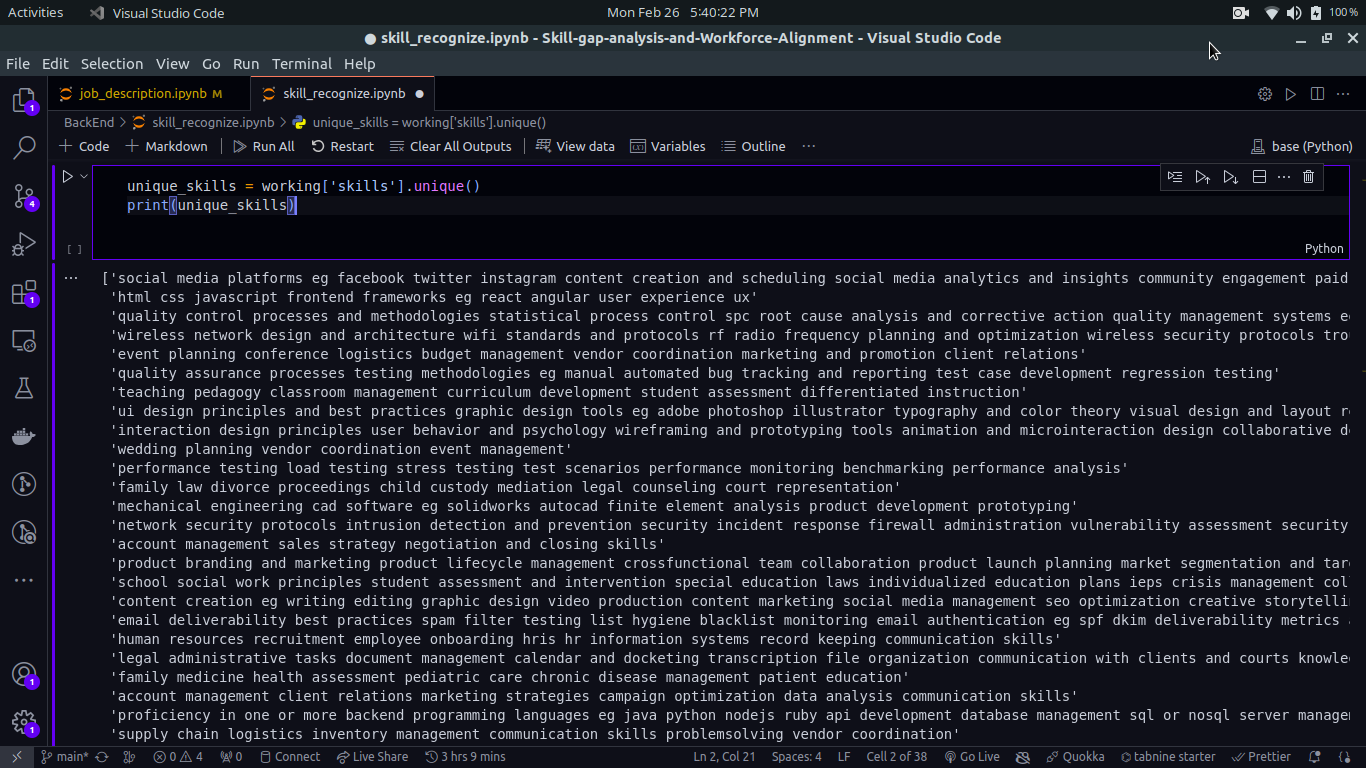 Activities Visual Studio Code Mon Feb 26 5:40:22 PM 100%
● skill_recognize.ipynb - Skill-gap-analysis-and-Workforce-Alignment - Visual Studio Code
File Edit Selection View Go Run Terminal Help
job_description.ipynb M skill_recognize.ipynb ●
BackEnd > skill_recognize.ipynb > unique_skills = working['skills'].unique()
+ Code + Markdown Run All Restart Clear All Outputs View data Variables Outline ... base (Python)
unique_skills = working['skills'].unique()
print(unique_skills)
[ ] Python
['social media platforms eg facebook twitter instagram content creation and scheduling social media analytics and insights community engagement paid
'html css javascript frontend frameworks eg react angular user experience ux'
'quality control processes and methodologies statistical process control spc root cause analysis and corrective action quality management systems e
'wireless network design and architecture wifi standards and protocols rf radio frequency planning and optimization wireless security protocols tro
'event planning conference logistics budget management vendor coordination marketing and promotion client relations'
'quality assurance processes testing methodologies eg manual automated bug tracking and reporting test case development regression testing'
'teaching pedagogy classroom management curriculum development student assessment differentiated instruction'
'ui design principles and best practices graphic design tools eg adobe photoshop illustrator typography and color theory visual design and layout r
'interaction design principles user behavior and psychology wireframing and prototyping tools animation and microinteraction design collaborative d
'wedding planning vendor coordination event management'
'performance testing load testing stress testing test scenarios performance monitoring benchmarking performance analysis'
'family law divorce proceedings child custody mediation legal counseling court representation'
'mechanical engineering cad software eg solidworks autocad finite element analysis product development prototyping'
'network security protocols intrusion detection and prevention security incident response firewall administration vulnerability assessment security
'account management sales strategy negotiation and closing skills'
'product branding and marketing product lifecycle management crossfunctional team collaboration product launch planning market segmentation and tar
'school social work principles student assessment and intervention special education laws individualized education plans ieps crisis management col
'content creation eg writing editing graphic design video production content marketing social media management seo optimization creative storytelli
'email deliverability best practices spam filter testing list hygiene blacklist monitoring email authentication eg spf dkim deliverability metrics
'human resources recruitment employee onboarding hris hr information systems record keeping communication skills'
'legal administrative tasks document management calendar and docketing transcription file organization communication with clients and courts knowle
'family medicine health assessment pediatric care chronic disease management patient education'
'account management client relations marketing strategies campaign optimization data analysis communication skills'
'proficiency in one or more backend programming languages eg java python nodejs ruby api development database management sql or nosql server manage
'supply chain logistics inventory management communication skills problemsolving vendor coordination'
main* 0 4 0 Connect Live Share 3 hrs 9 mins Ln 2, Col 21 Spaces: 4 LF Cell 2 of 38 Go Live Quokka tabnine starter Prettier